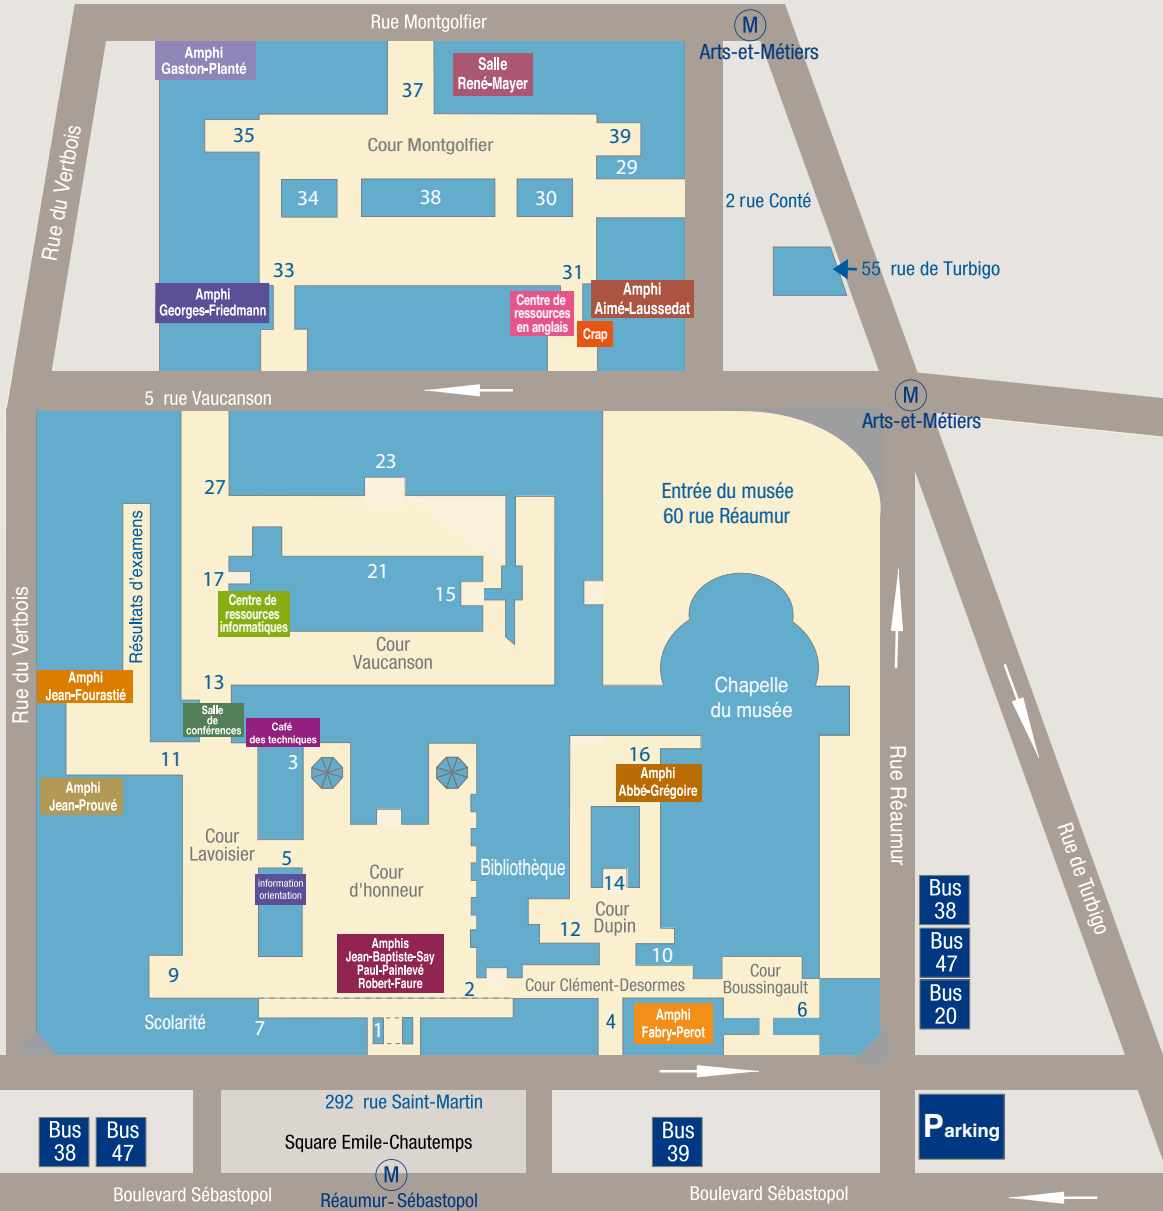 Rue Montgolfier
M
Arts-et-Métiers
Amphi
Gaston-Planté
Salle
René-Mayer
37
35
Cour Montgolfier
39
29
Rue du Vertbois
34
38
30
2 rue Conté
33
31
55 rue de Turbigo
Amphi
Georges-Friedmann
Centre de
ressources
en anglais
Amphi
Aimé-Laussedat
Crap
5 rue Vaucanson
M
Arts-et-Métiers
23
27
Entrée du musée
60 rue Réaumur
Résultats d'examens
17
21
15
Centre de
ressources
informatiques
Cour
Vaucanson
Rue du Vertbois
Amphi
Jean-Fourastié
13
Chapelle
du musée
Salle
de
conférences
Café
des techniques
11
3
16
Amphi
Jean-Prouvé
Amphi
Abbé-Grégoire
Rue Réaumur
Rue de Turbigo
Cour
Lavoisier
5
Cour
d'honneur
Bibliothèque
information
orientation
14
Cour
Dupin
12
10
Bus
38
Bus
47
Bus
20
Amphis
Jean-Baptiste-Say
Paul-Painlevé
Robert-Faure
9
2
Cour Clément-Desormes
Cour
Boussingault
Scolarité
7
1
4
Amphi
Fabry-Perot
6
292 rue Saint-Martin
Bus
38
Bus
47
Square Emile-Chautemps
Bus
39
Parking
M
Réaumur-Sébastopol
Boulevard Sébastopol
Boulevard Sébastopol